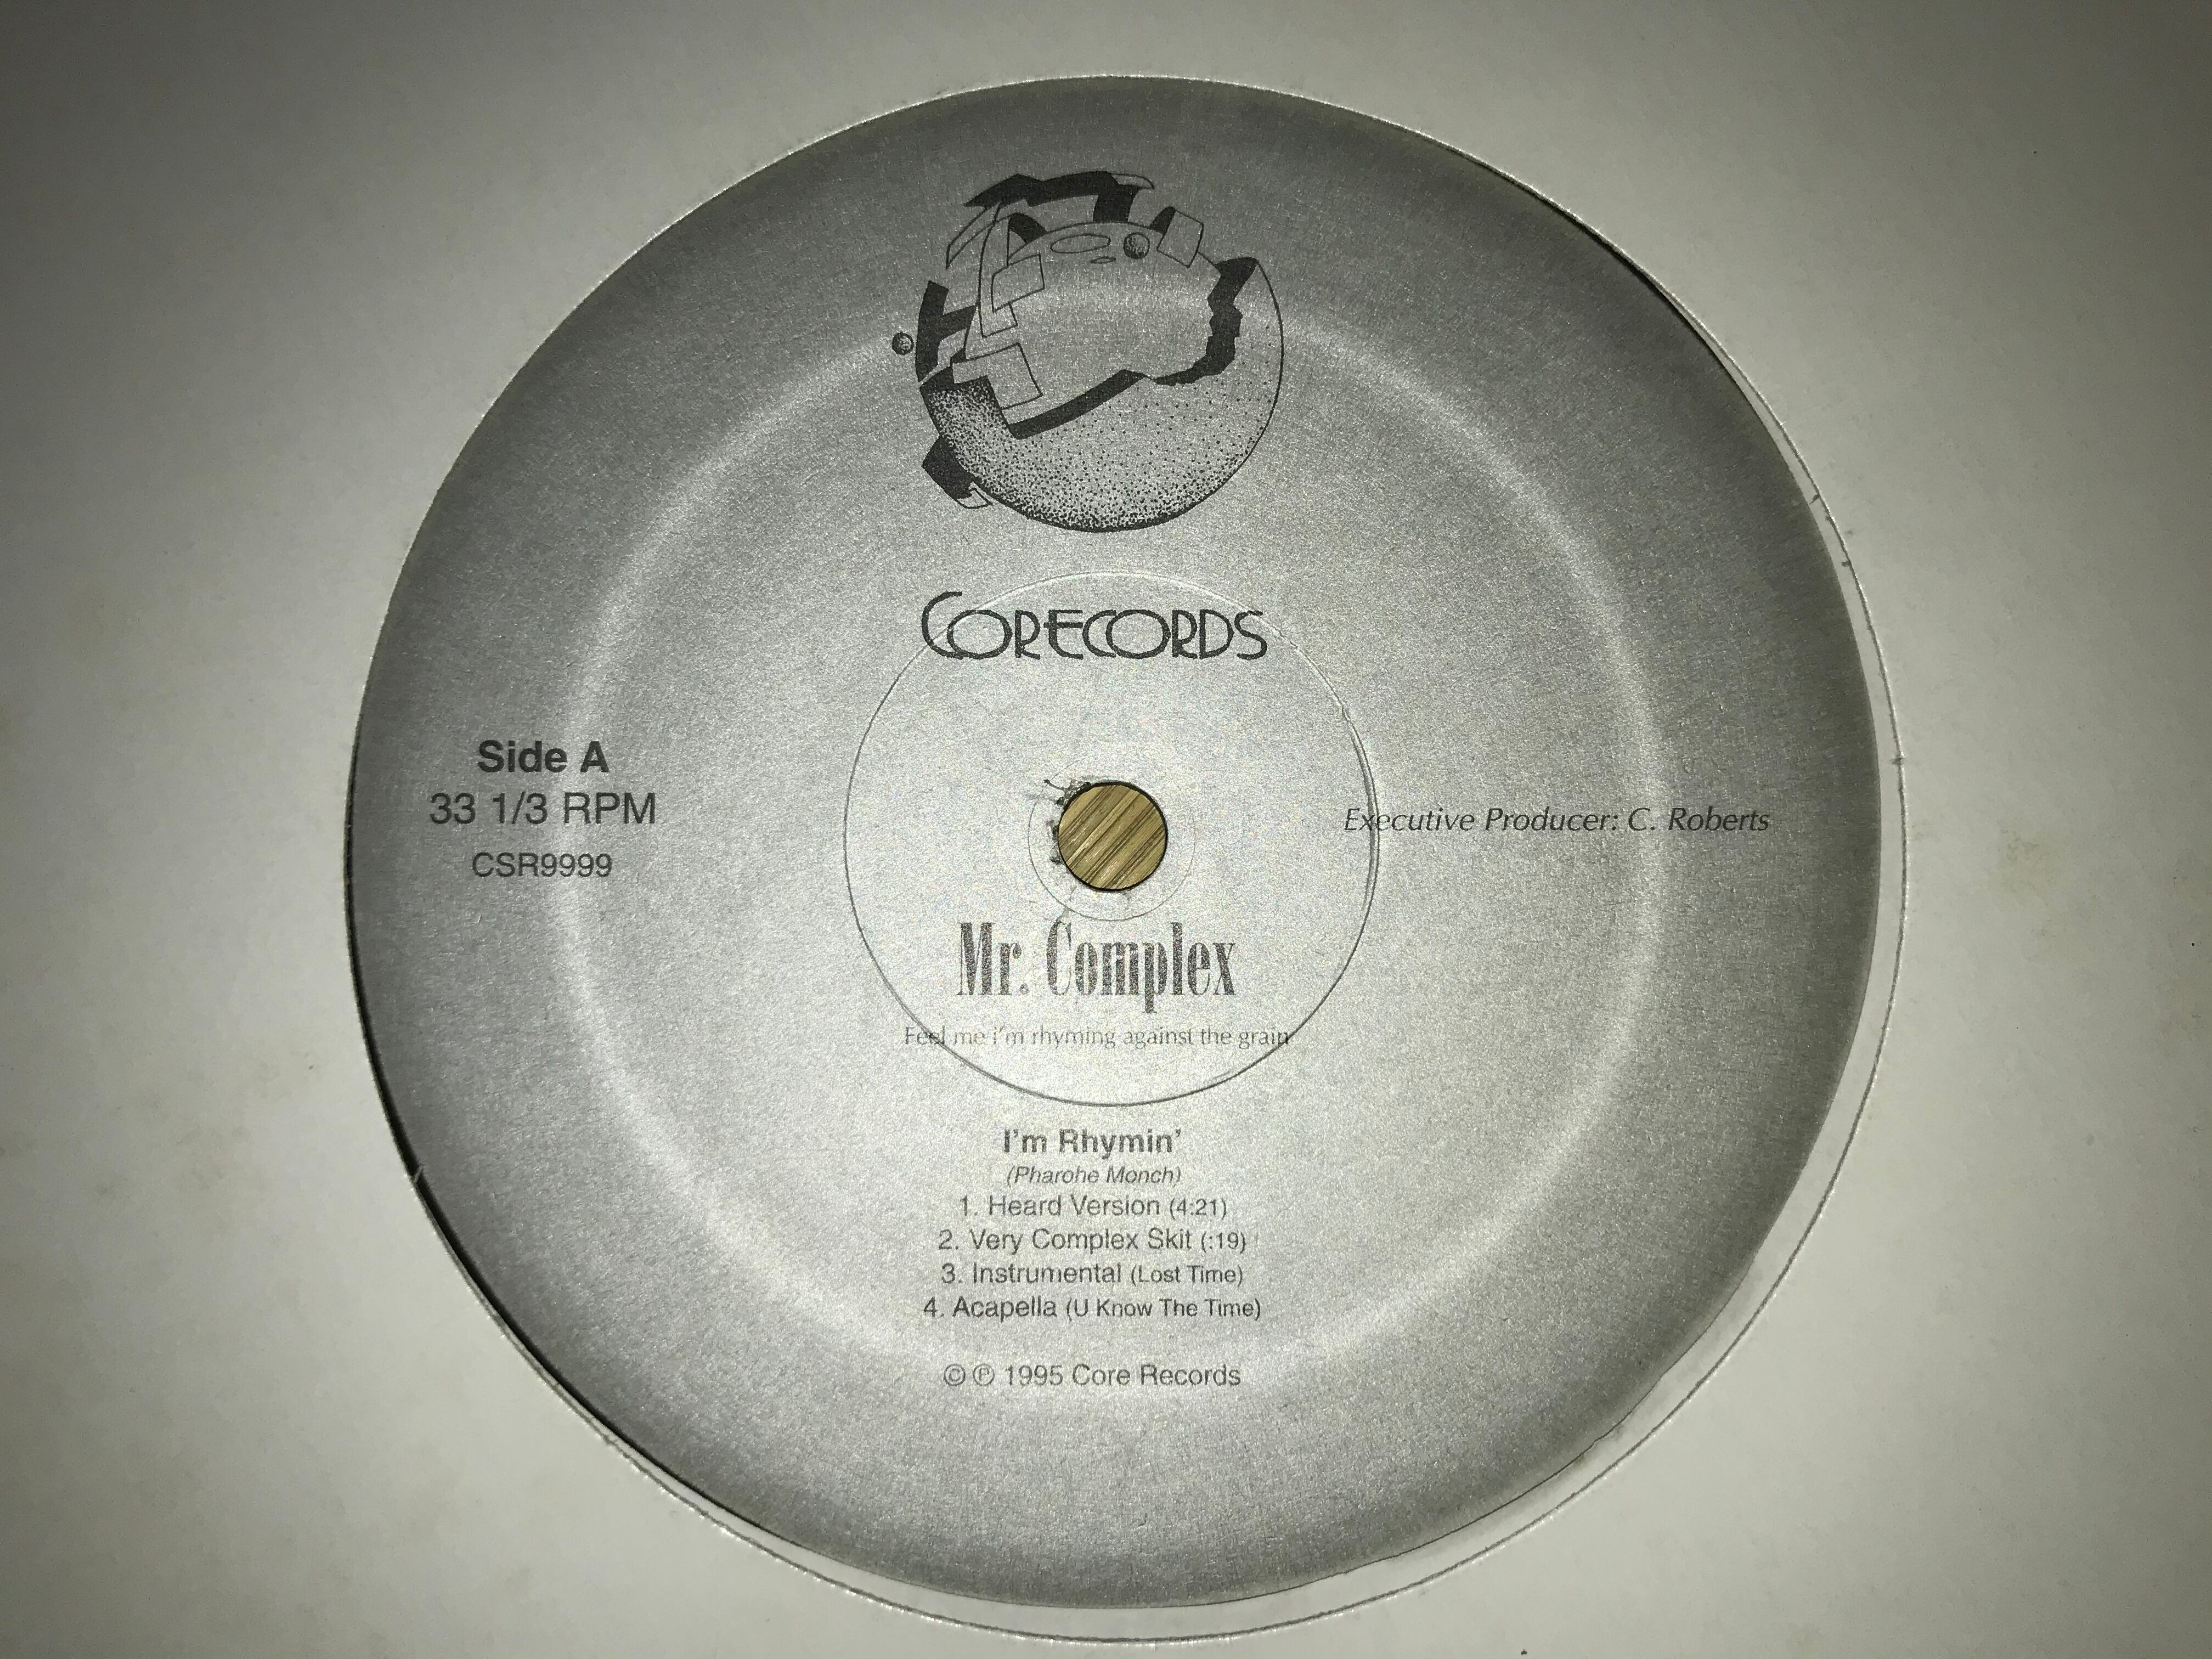 CORECORDS
Side A
33 1/3 RPM
CSR9999
Executive Producer: C. Roberts
Mr. Complex
Feel me i'm rhyming against the grain
I'm Rhymin'
(Pharohe Monch)
1. Heard Version (4:21)
2. Very Complex Skit (:19)
3. Instrumental (Lost Time)
4. Acapella (U Know The Time)
©℗ 1995 Core Records